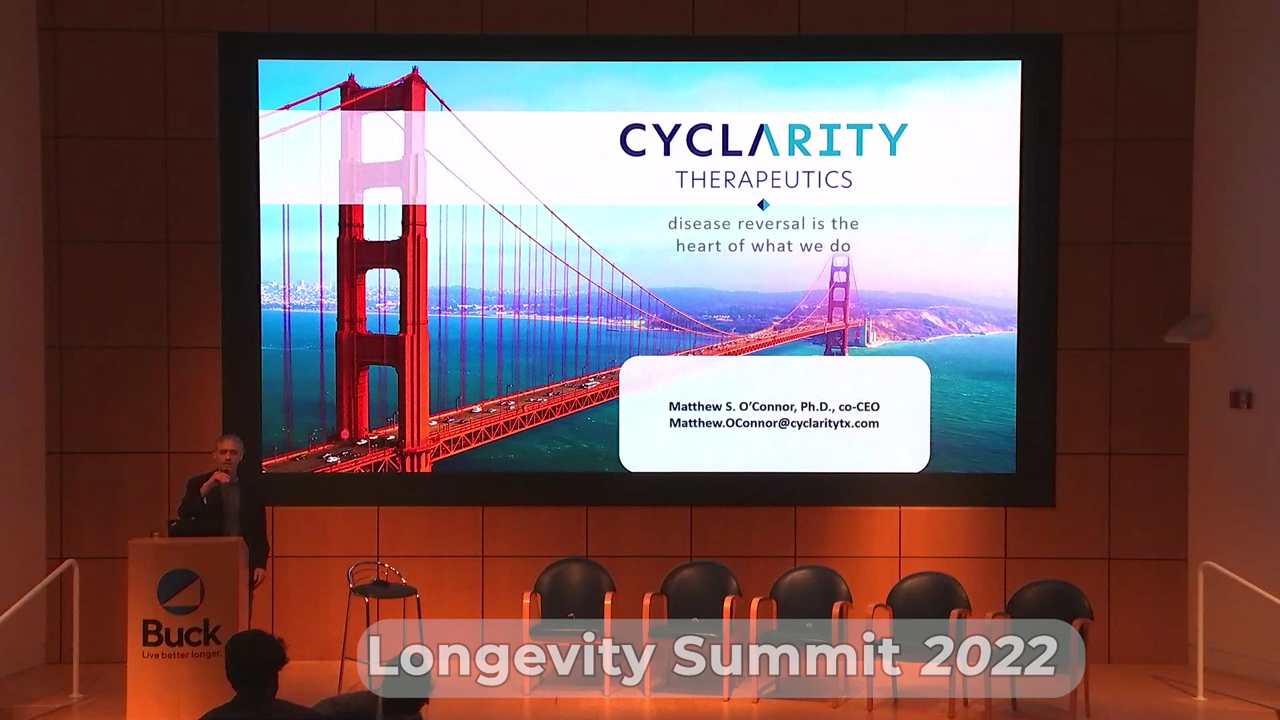 CYCLARITY
THERAPEUTICS
disease reversal is the
heart of what we do
Matthew S. O'Connor, Ph.D., co-CEO
Matthew.OConnor@cyclaritytx.com
Buck
Live better longer.
Longevity Summit 2022